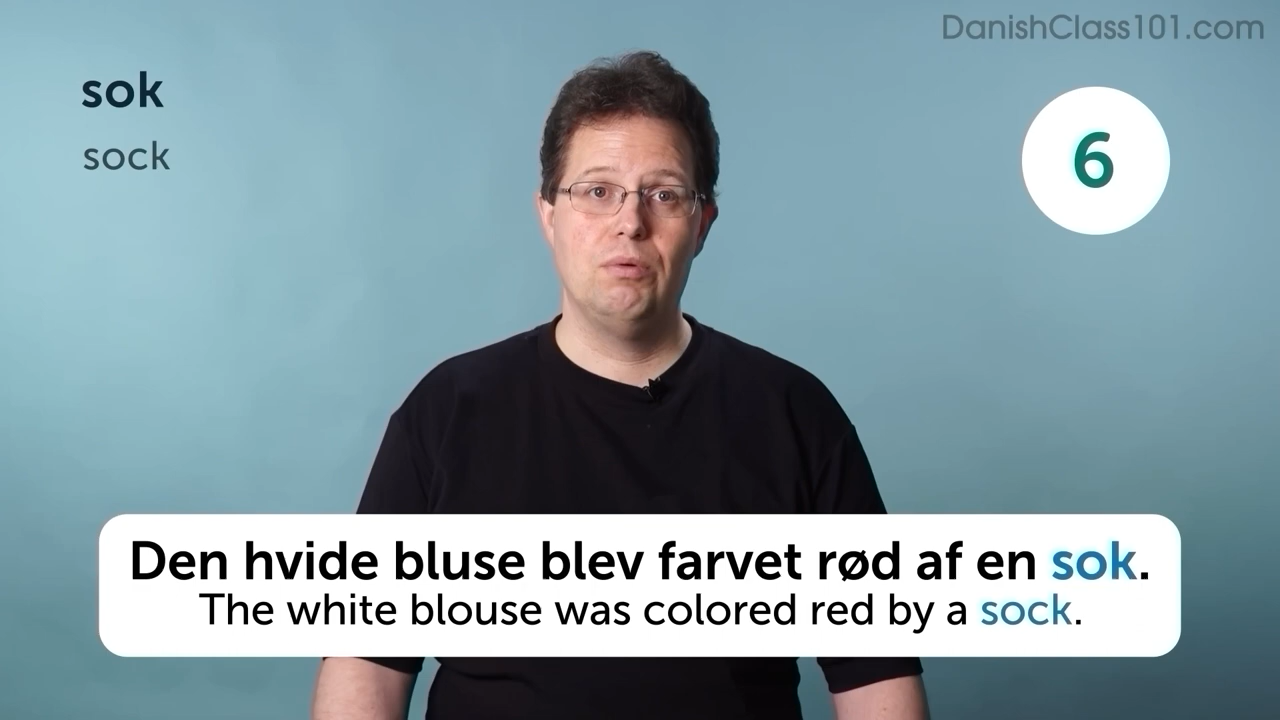 DanishClass101.com
sok
sock
6
Den hvide bluse blev farvet rød af en sok.
The white blouse was colored red by a sock.